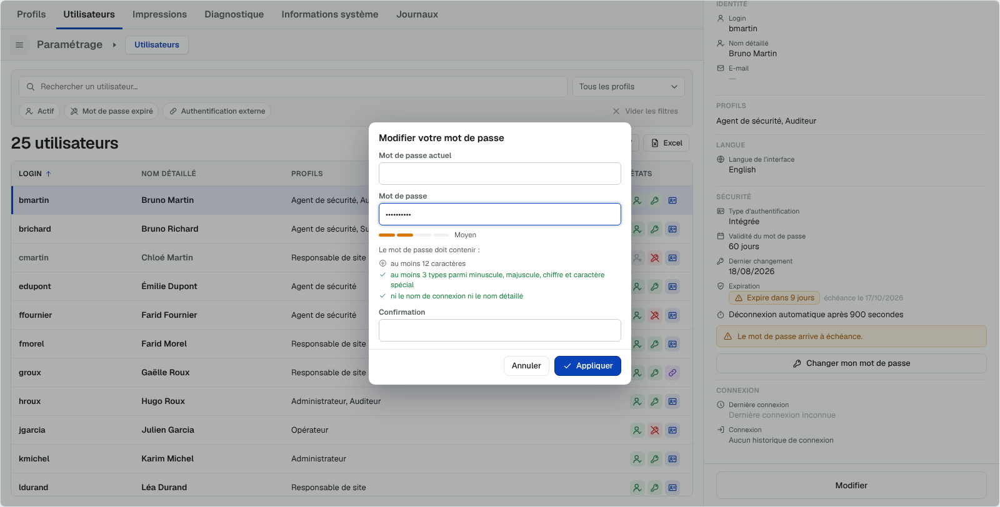 Profils Utilisateurs Impressions Diagnostique Informations système Journaux
Paramétrage Utilisateurs
Rechercher un utilisateur... Tous les profils
Actif Mot de passe expiré Authentification externe Vider les filtres
25 utilisateurs Excel
LOGIN NOM DÉTAILLÉ PROFILS ÉTATS
bmartin Bruno Martin Agent de sécurité, Au
brichard Bruno Richard Agent de sécurité, Su
cmartin Chloé Martin Responsable de site
edupont Émilie Dupont Agent de sécurité
ffournier Farid Fournier Agent de sécurité
fmorel Farid Morel Responsable de site
groux Gaëlle Roux Responsable de site
hroux Hugo Roux Administrateur, Auditeur
jgarcia Julien Garcia Opérateur
kmichel Karim Michel Administrateur
ldurand Léa Durand Responsable de site
Modifier votre mot de passe
Mot de passe actuel
Mot de passe
••••••••••
Moyen
Le mot de passe doit contenir :
au moins 12 caractères
au moins 3 types parmi minuscule, majuscule, chiffre et caractère
spécial
ni le nom de connexion ni le nom détaillé
Confirmation
Annuler Appliquer
IDENTITÉ
Login
bmartin
Nom détaillé
Bruno Martin
E-mail
—
PROFILS
Agent de sécurité, Auditeur
LANGUE
Langue de l'interface
English
SÉCURITÉ
Type d'authentification
Intégrée
Validité du mot de passe
60 jours
Dernier changement
18/08/2026
Expiration
Expire dans 9 jours échéance le 17/10/2026
Déconnexion automatique après 900 secondes
Le mot de passe arrive à échéance.
Changer mon mot de passe
CONNEXION
Dernière connexion
Dernière connexion inconnue
Connexion
Aucun historique de connexion
Modifier